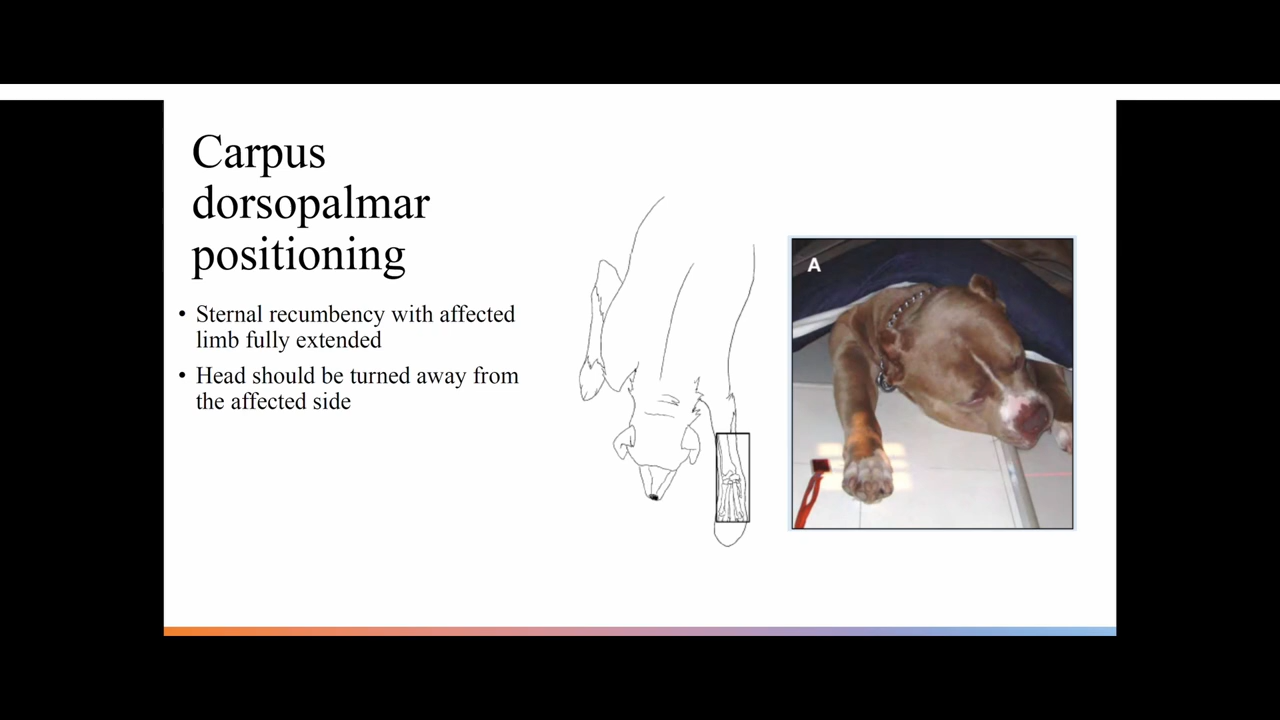 Carpus
dorsopalmar
positioning
• Sternal recumbency with affected
limb fully extended
• Head should be turned away from
the affected side
A